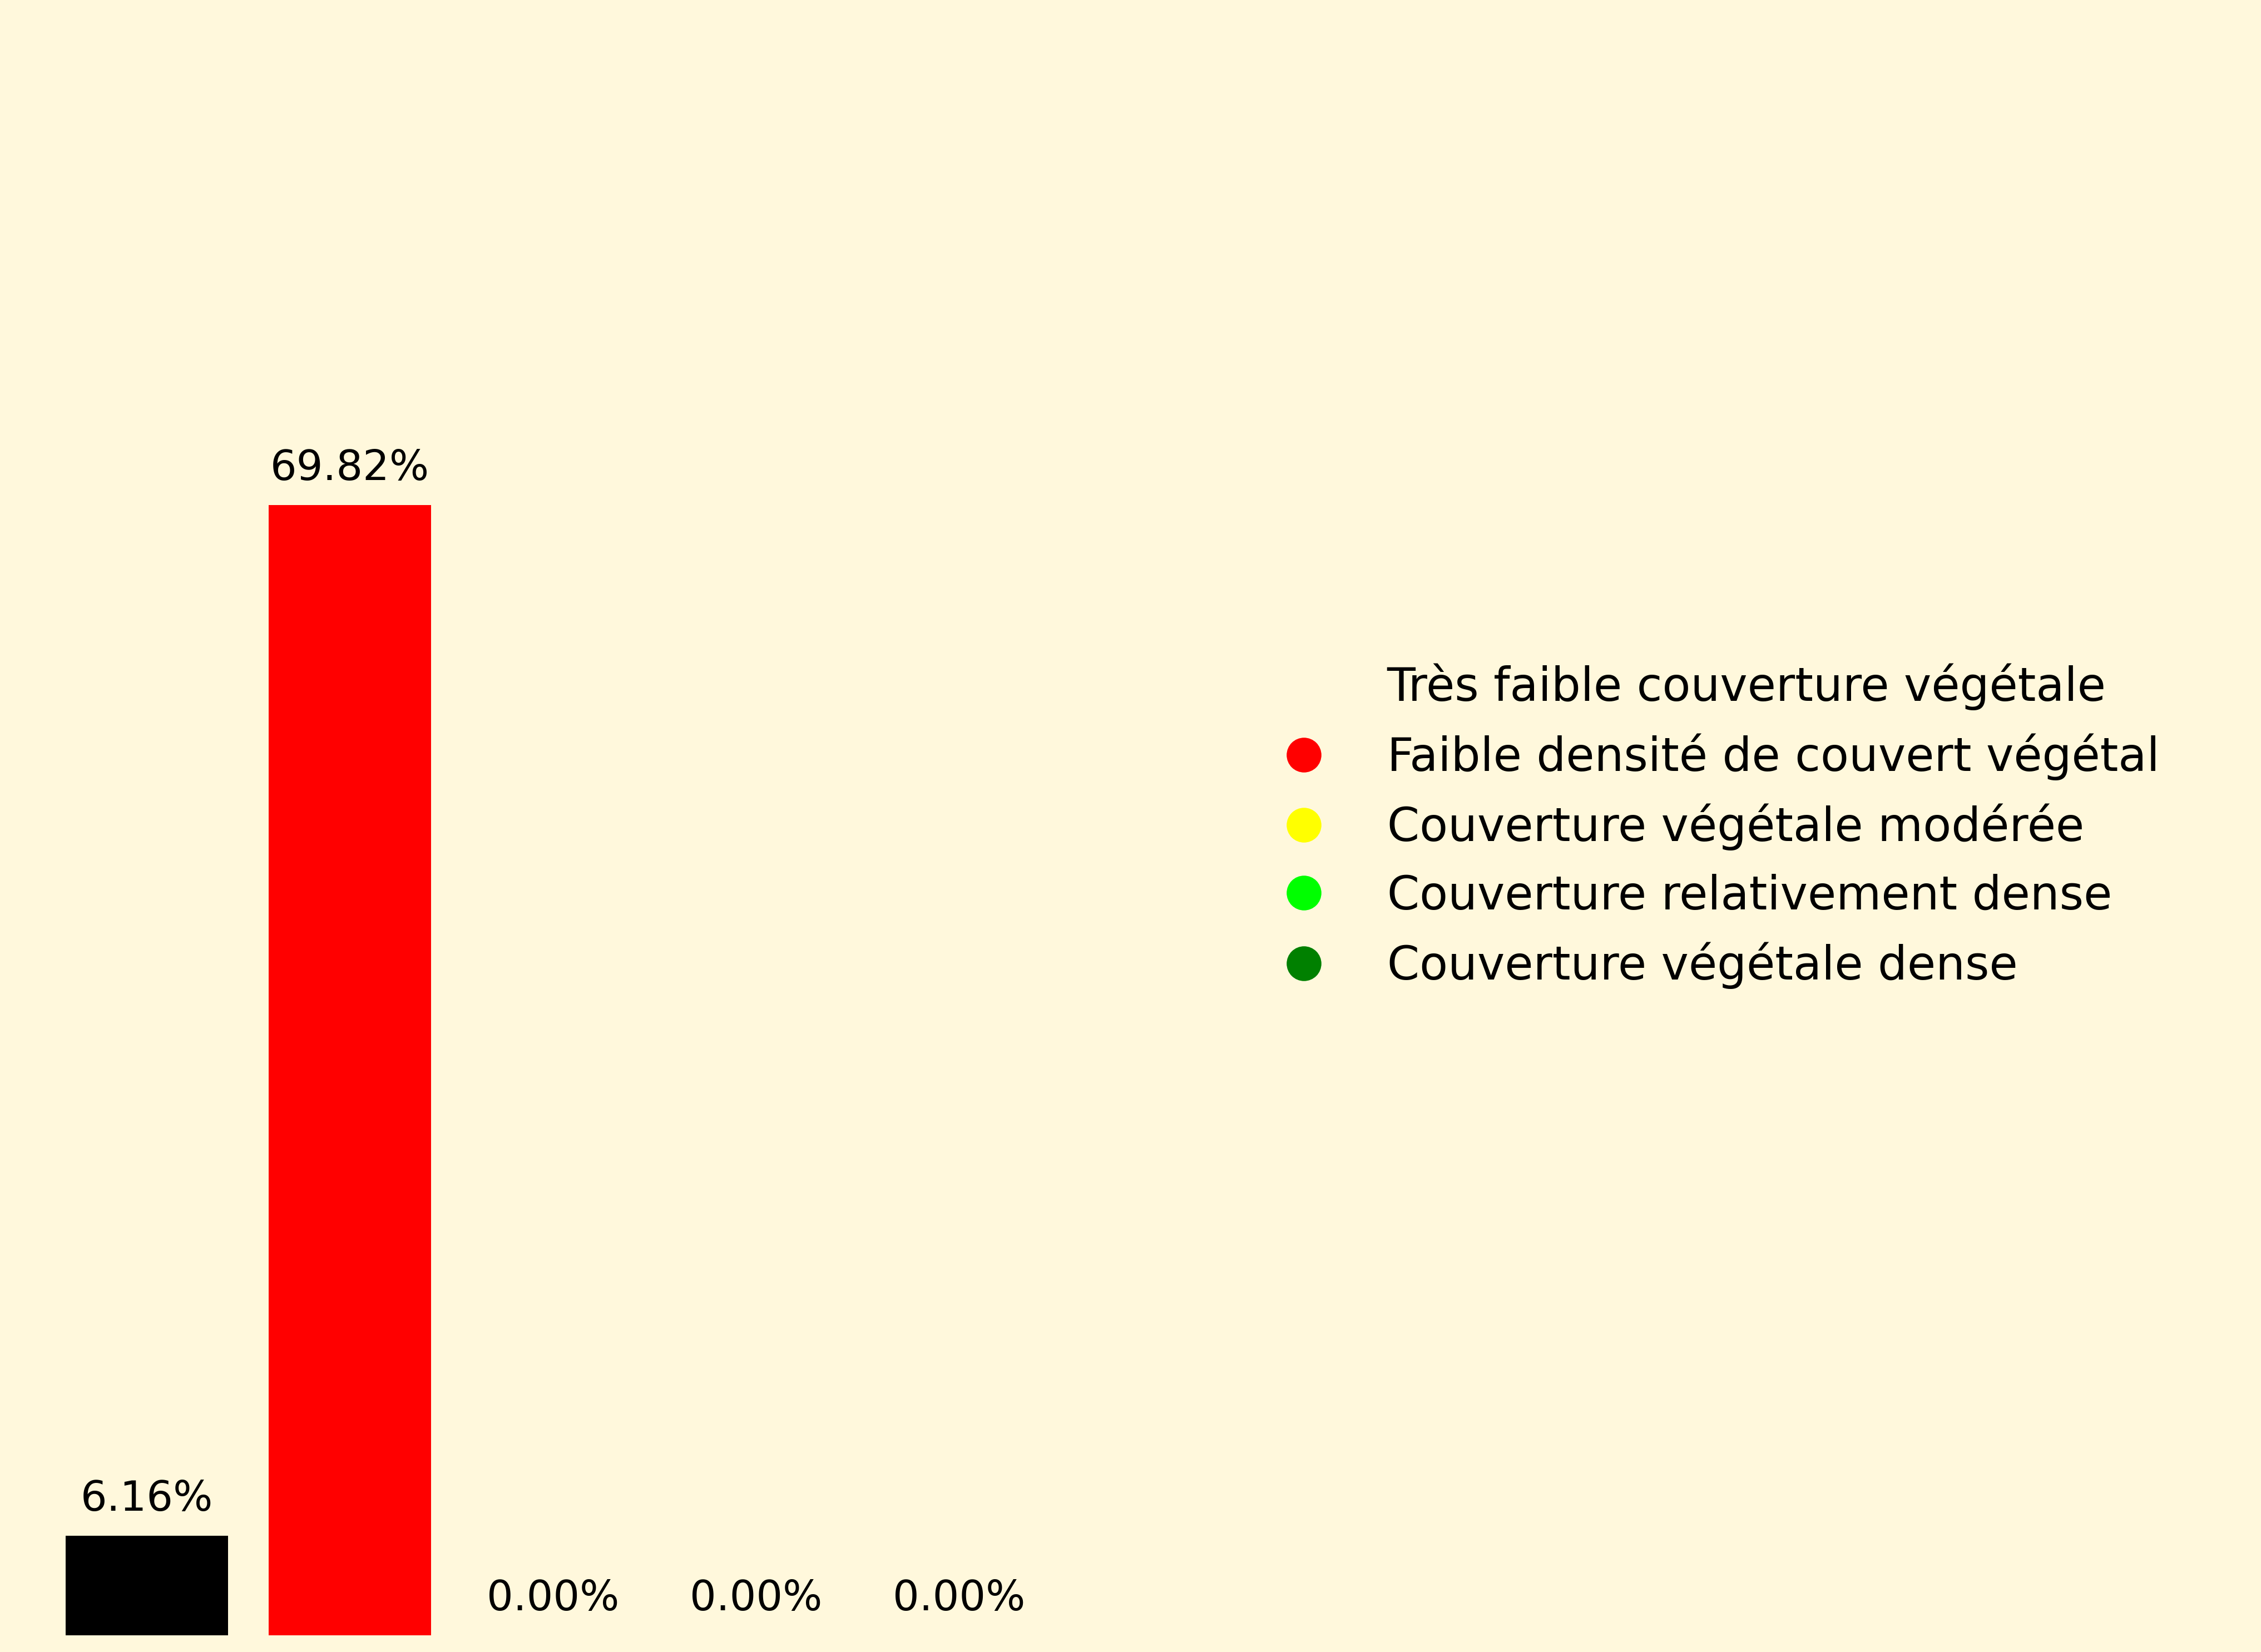 69.82%
6.16%
0.00%
0.00%
0.00%
Très faible couverture végétale
Faible densité de couvert végétal
Couverture végétale modérée
Couverture relativement dense
Couverture végétale dense